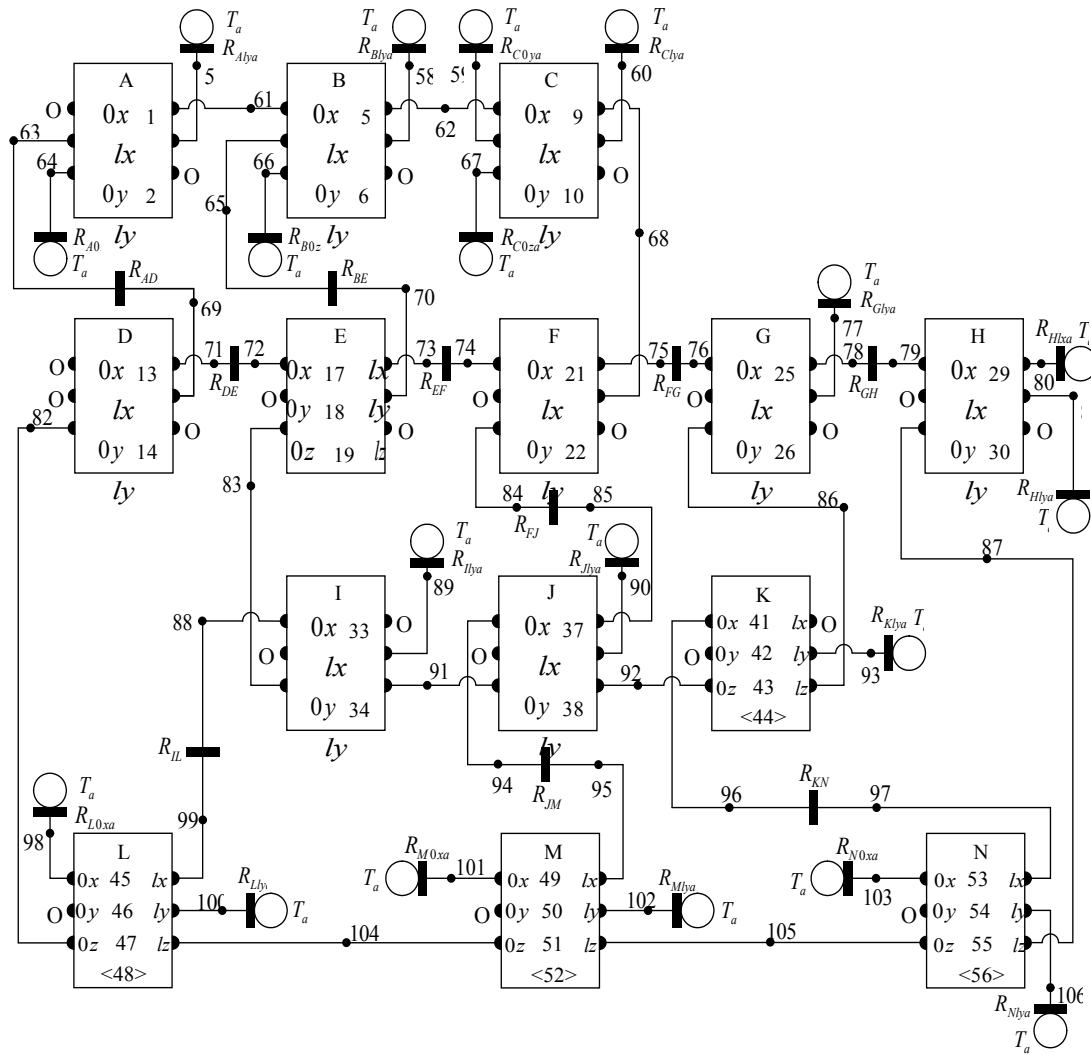 T_a T_a T_a T_a
R_Alya R_Blya R_C0ya R_Clya
5 58 59 60
A B C
O 0x 1 61 0x 5 62 0x 9
63 lx lx lx
64 0y 2 O 66 0y 6 O 67 0y 10 O
ly ly ly
65 68
R_A0 R_B0z R_C0za
T_a T_a T_a
R_AD R_BE
69 70
T_a
R_Glya
77
D E F G H
O 0x 13 71 72 0x 17 lx 73 74 0x 21 75 76 0x 25 78 79 0x 29 R_Hlxa
R_DE R_EF R_FG R_GH 80
O lx O 0y 18 ly O lx O lx O lx
82 0y 14 O 0z 19 lz O 0y 22 O 0y 26 O 0y 30 O
ly ly ly ly
R_Hlya
83 84 R_FJ 85 86 87
T_a T_a
R_Ilya R_Jlya
89 90
I J K
88 0x 33 O 0x 37 0x 41 lx O
O lx O lx O 0y 42 ly R_Klya
0y 34 91 0y 38 92 0z 43 lz 93
ly ly <44>
R_IL 94 R_JM 95 96 R_KN 97
T_a
R_L0xa
98 99
L M N
0x 45 lx R_M0xa 101 0x 49 lx R_N0xa 103 0x 53 lx
T_a T_a
O 0y 46 ly R_Lly T_a O 0y 50 ly 102 R_Mlya T_a O 0y 54 ly
0z 47 lz 104 0z 51 lz 105 0z 55 lz
<48> <52> <56>
106
R_Nlya
T_a